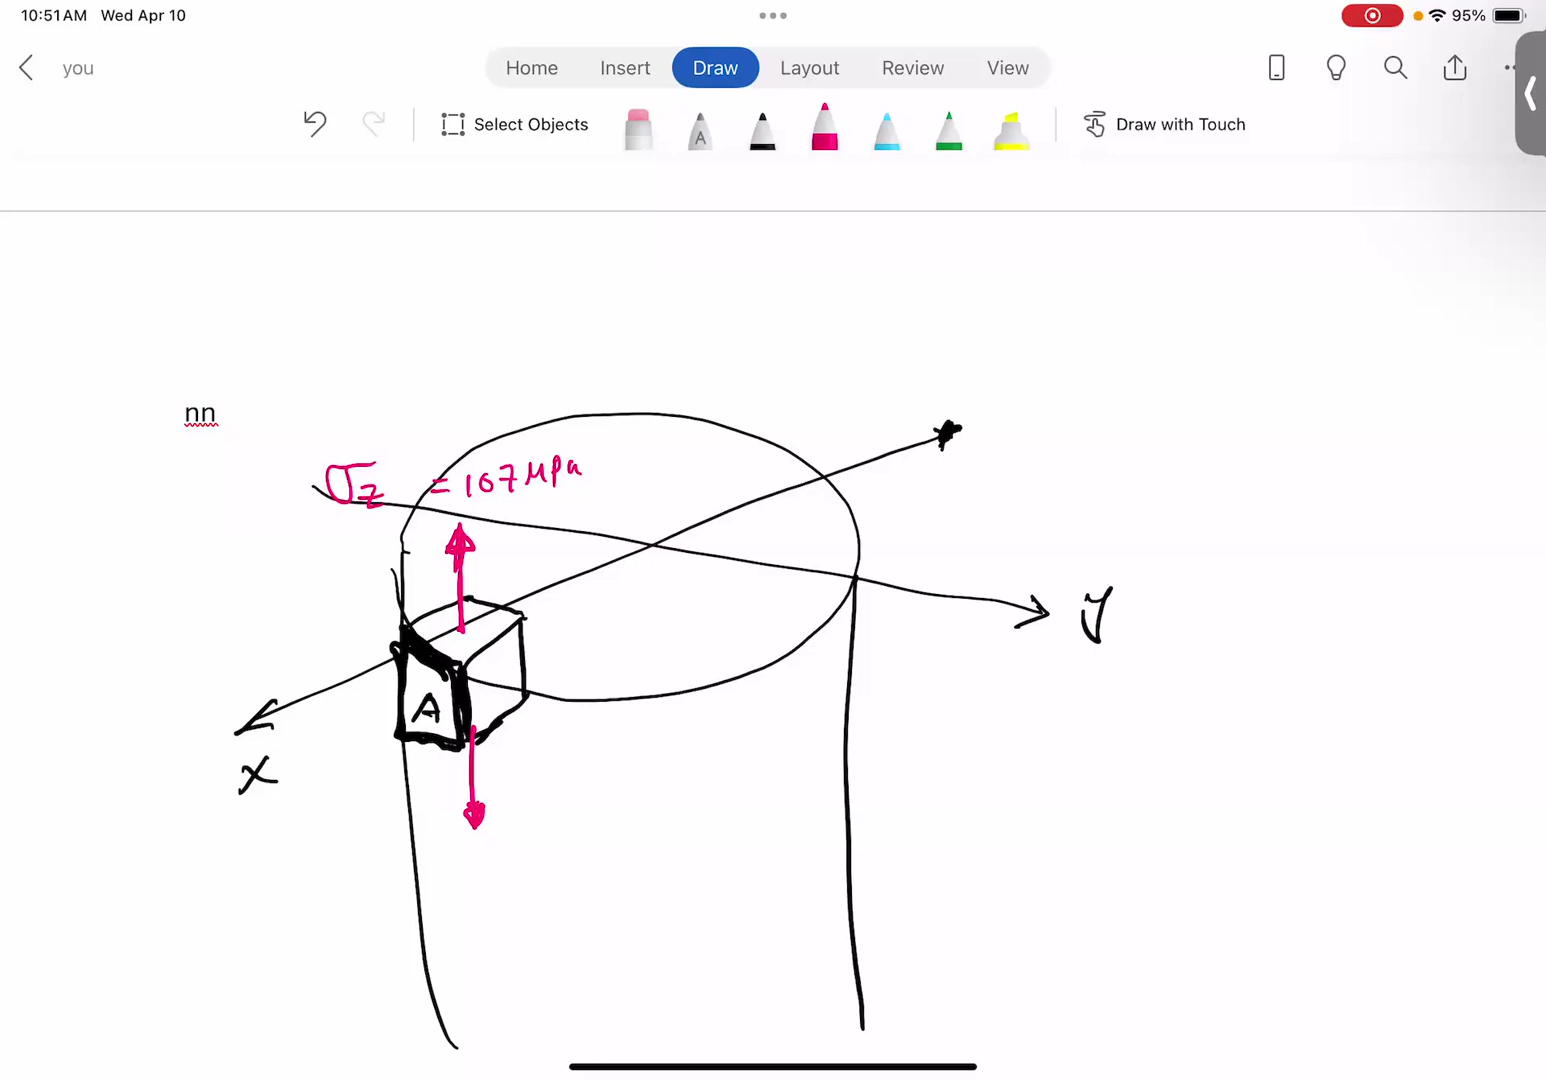 10:51 AM Wed Apr 10
95%
you
Home Insert Draw Layout Review View
Select Objects
A
Draw with Touch
nn
σz = 107 MPa
y
A
x